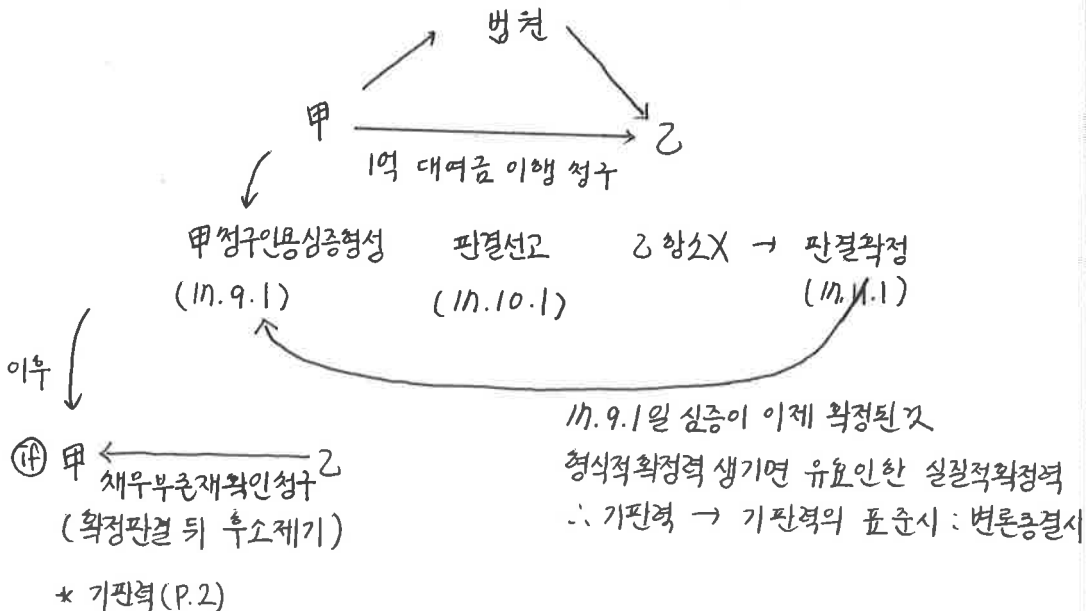 법원
甲 乙
1억 대여금 이행 청구
甲청구인용심증형성 판결선고 乙 항소X → 판결확정
(17.9.1) (17.10.1) (17.11.1)
이후
17.9.1일 심증이 이제 확정된 것
if 甲 乙
채무부존재확인청구
형식적확정력 생기면 유요인한 실질적확정력
(확정판결 뒤 후소제기)
∴ 기판력 → 기판력의 표준시 : 변론종결시
* 기판력(P.2)